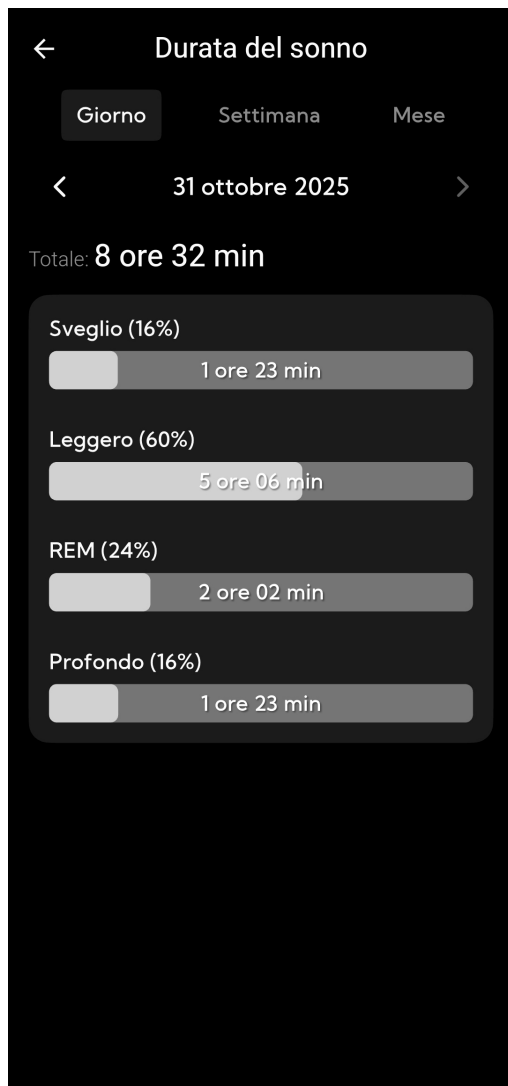 Durata del sonno
Giorno Settimana Mese
31 ottobre 2025
Totale: 8 ore 32 min
Sveglio (16%)
1 ore 23 min
Leggero (60%)
5 ore 06 min
REM (24%)
2 ore 02 min
Profondo (16%)
1 ore 23 min